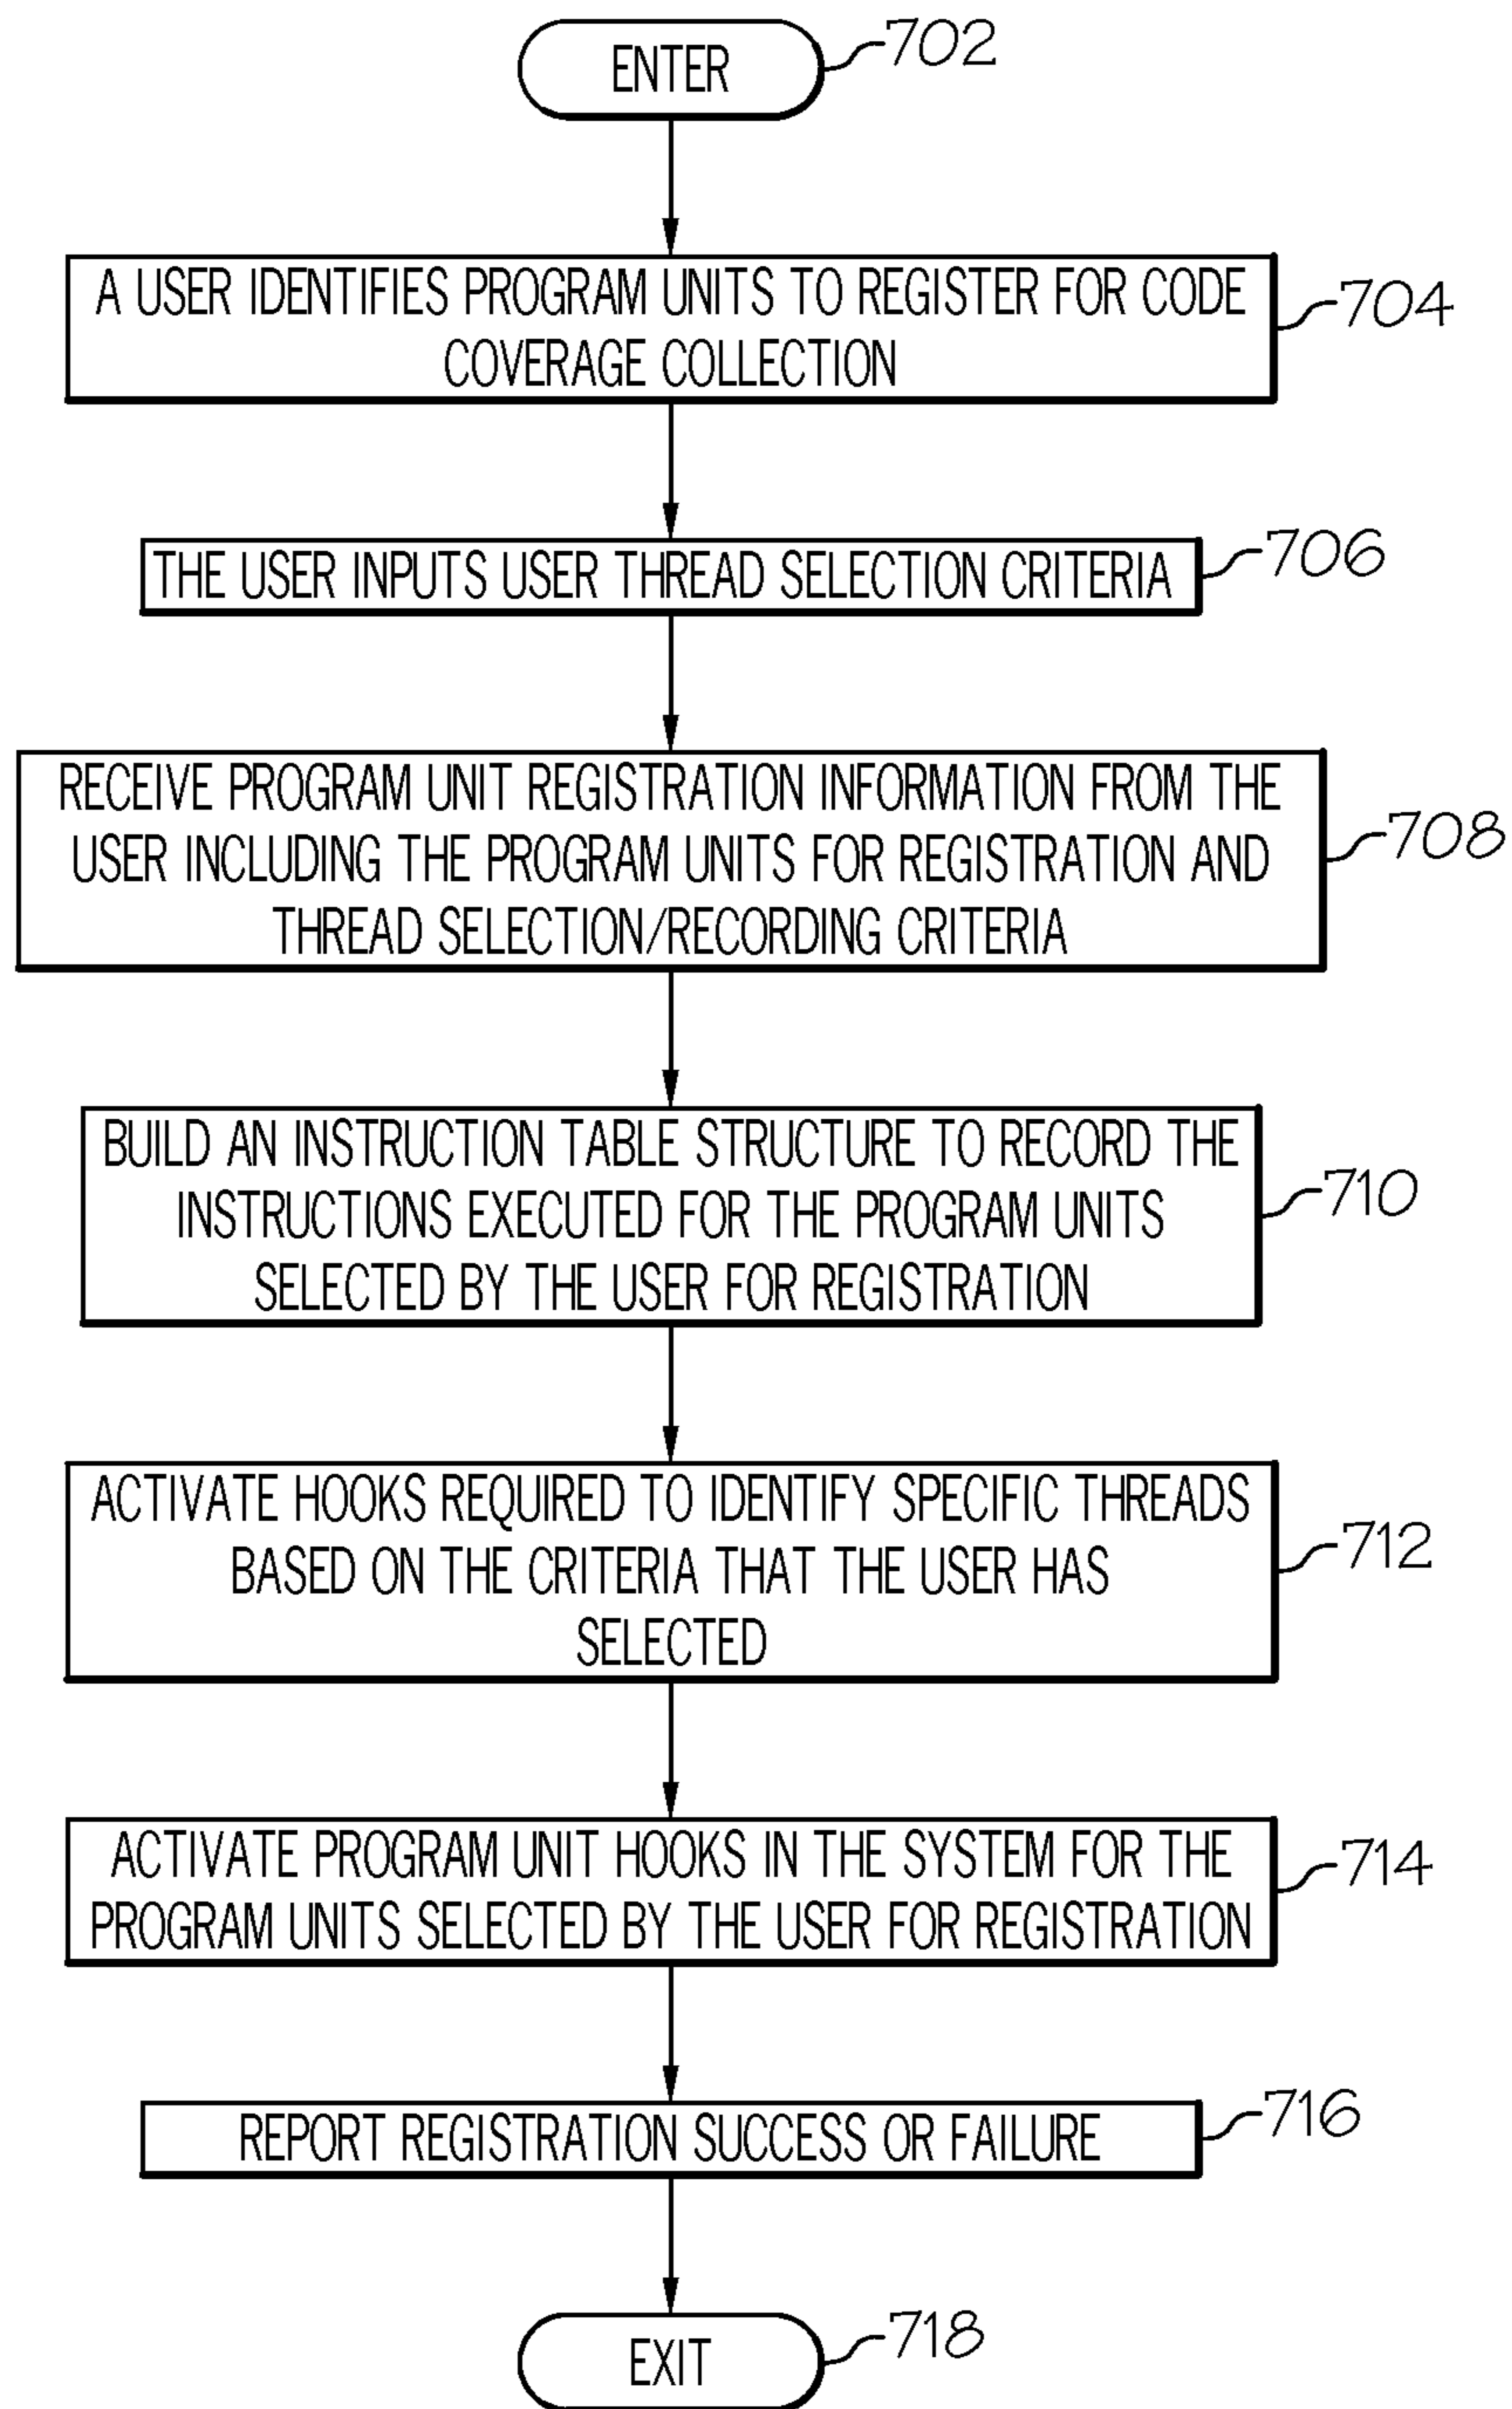 ENTER
702
A USER IDENTIFIES PROGRAM UNITS TO REGISTER FOR CODE
COVERAGE COLLECTION
704
THE USER INPUTS USER THREAD SELECTION CRITERIA
706
RECEIVE PROGRAM UNIT REGISTRATION INFORMATION FROM THE
USER INCLUDING THE PROGRAM UNITS FOR REGISTRATION AND
THREAD SELECTION/RECORDING CRITERIA
708
BUILD AN INSTRUCTION TABLE STRUCTURE TO RECORD THE
INSTRUCTIONS EXECUTED FOR THE PROGRAM UNITS
SELECTED BY THE USER FOR REGISTRATION
710
ACTIVATE HOOKS REQUIRED TO IDENTIFY SPECIFIC THREADS
BASED ON THE CRITERIA THAT THE USER HAS
SELECTED
712
ACTIVATE PROGRAM UNIT HOOKS IN THE SYSTEM FOR THE
PROGRAM UNITS SELECTED BY THE USER FOR REGISTRATION
714
REPORT REGISTRATION SUCCESS OR FAILURE
716
EXIT
718